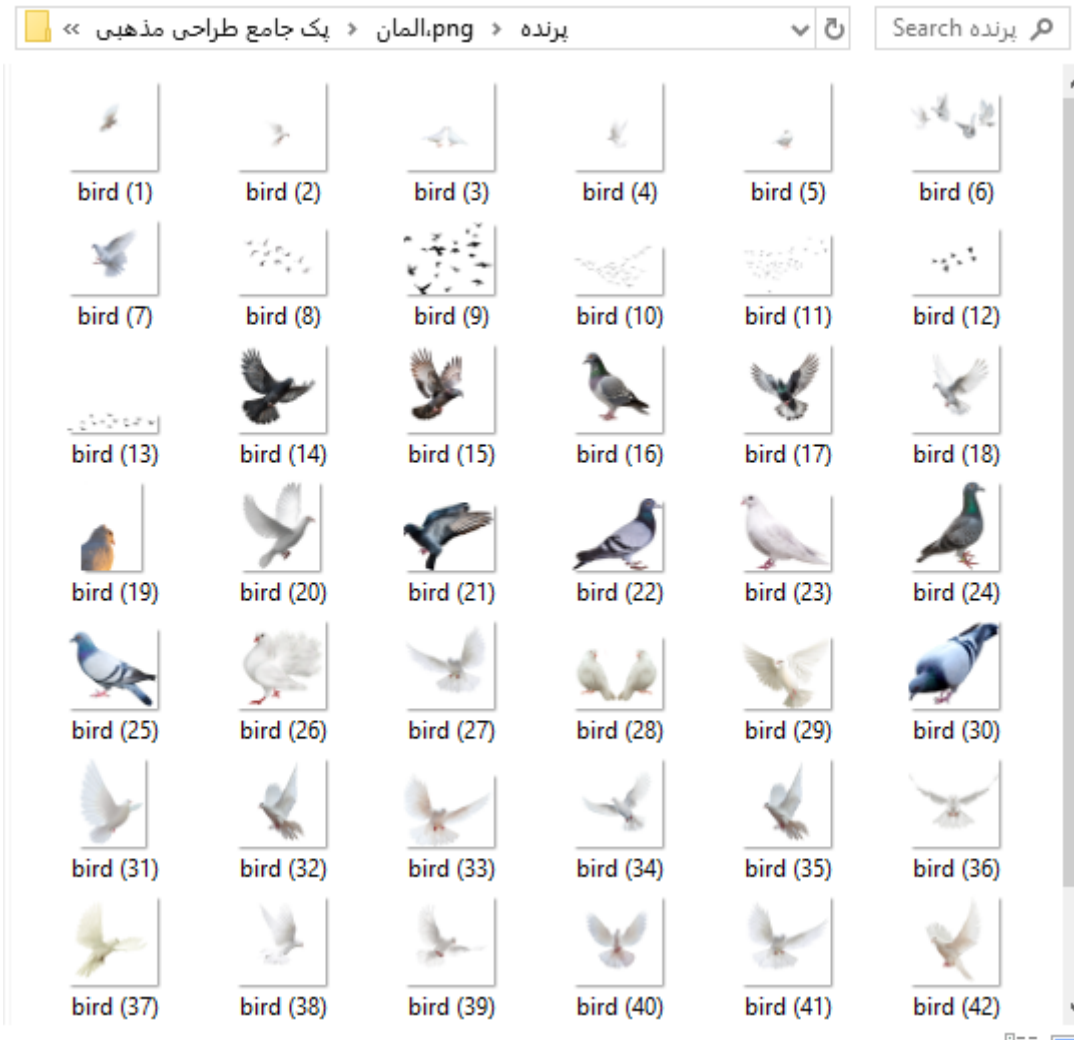 « پک جامع طراحی مذهبی > المان،png > پرنده
Search پرنده
bird (1) bird (2) bird (3) bird (4) bird (5) bird (6)
bird (7) bird (8) bird (9) bird (10) bird (11) bird (12)
bird (13) bird (14) bird (15) bird (16) bird (17) bird (18)
bird (19) bird (20) bird (21) bird (22) bird (23) bird (24)
bird (25) bird (26) bird (27) bird (28) bird (29) bird (30)
bird (31) bird (32) bird (33) bird (34) bird (35) bird (36)
bird (37) bird (38) bird (39) bird (40) bird (41) bird (42)